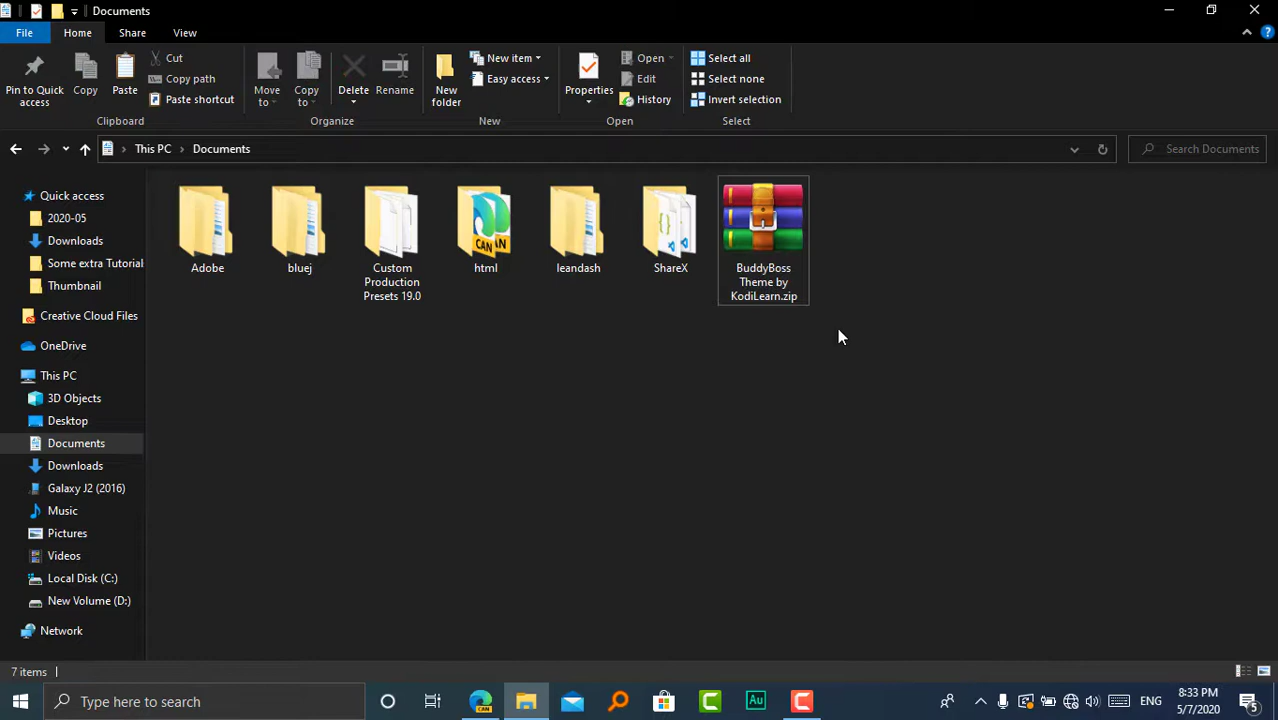 Documents
File Home Share View
Pin to Quick access
Copy
Paste
Cut
Copy path
Paste shortcut
Clipboard
Move to
Copy to
Delete
Rename
Organize
New folder
New item
Easy access
New
Properties
Open
Edit
History
Open
Select all
Select none
Invert selection
Select
This PC > Documents
Search Documents
Quick access
2020-05
Downloads
Some extra Tutorial
Thumbnail
Creative Cloud Files
OneDrive
This PC
3D Objects
Desktop
Documents
Downloads
Galaxy J2 (2016)
Music
Pictures
Videos
Local Disk (C:)
New Volume (D:)
Network
Adobe
bluej
Custom
Production
Presets 19.0
CAN
html
leandash
{}
ShareX
BuddyBoss
Theme by
KodiLearn.zip
7 items
Type here to search
CAN
Au
ENG
8:33 PM
5/7/2020
5